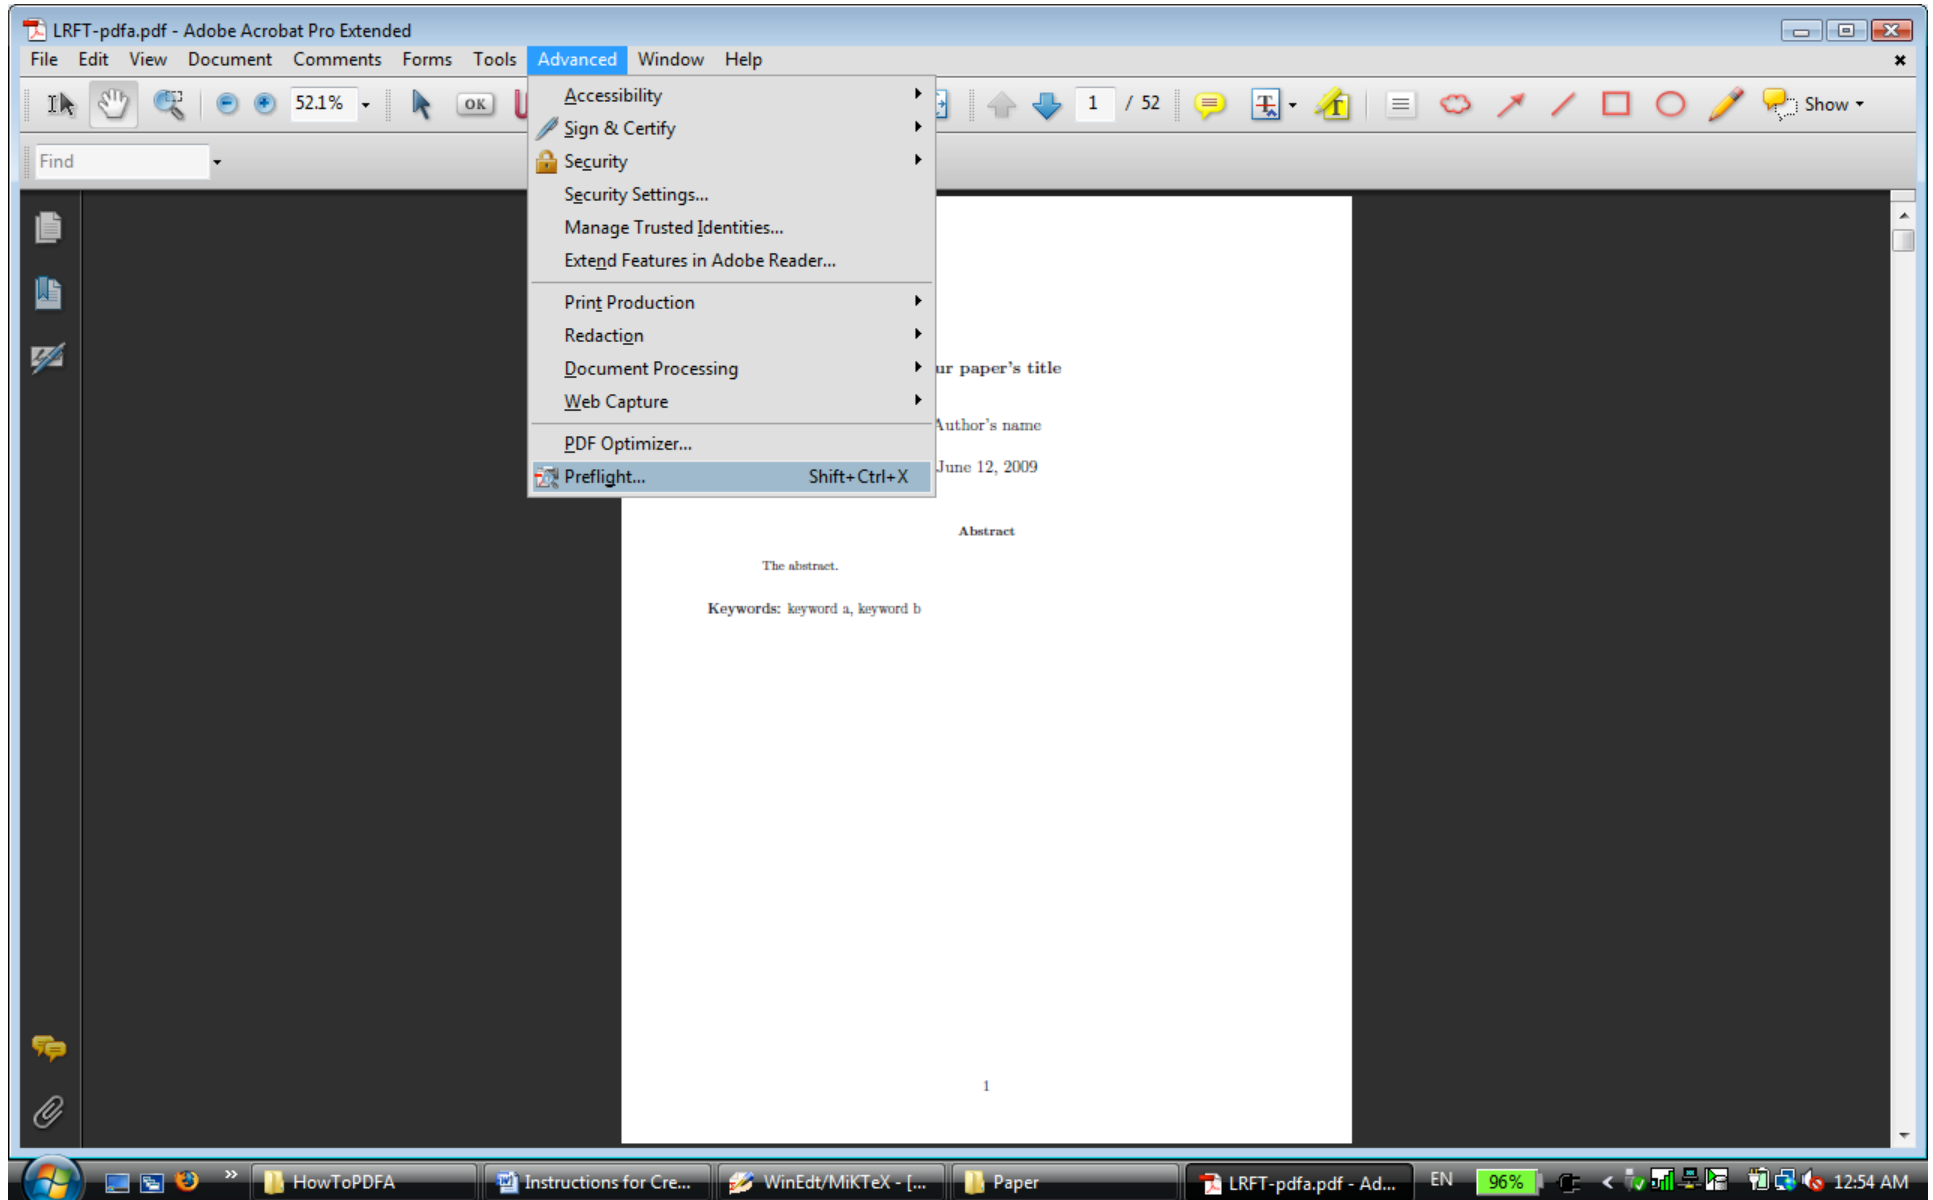 LRFT-pdfa.pdf - Adobe Acrobat Pro Extended
File Edit View Document Comments Forms Tools Advanced Window Help
52.1% OK 1 / 52 Show
Find
Accessibility
Sign & Certify
Security
Security Settings...
Manage Trusted Identities...
Extend Features in Adobe Reader...
Print Production
Redaction
Document Processing
Web Capture
PDF Optimizer...
Preflight... Shift+Ctrl+X
ur paper's title
Author's name
June 12, 2009
Abstract
The abstract.
Keywords: keyword a, keyword b
1
HowToPDFA Instructions for Cre... WinEdt/MiKTeX - [... Paper LRFT-pdfa.pdf - Ad... EN 96% 12:54 AM